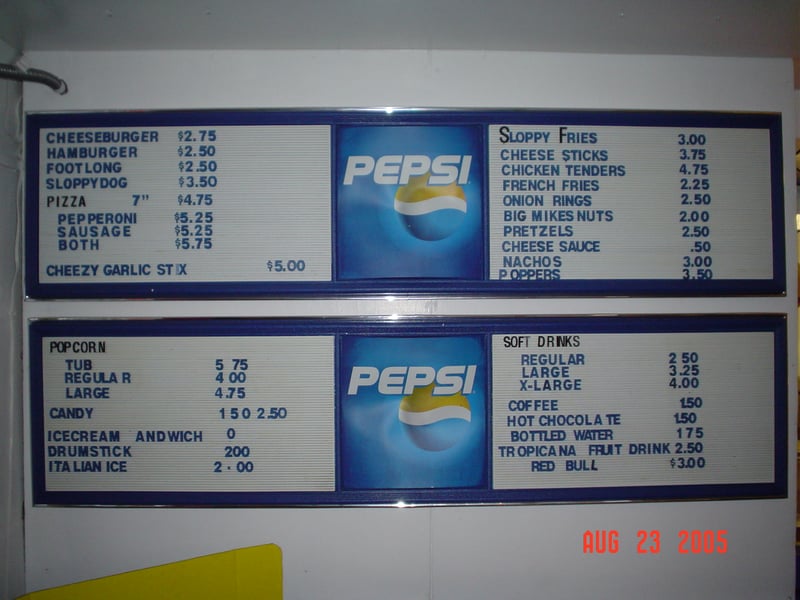 CHEESEBURGER $2.75
HAMBURGER $2.50
FOOTLONG $2.50
SLOPPYDOG $3.50
PIZZA 7" $4.75
PEPPERONI $5.25
SAUSAGE $5.25
BOTH $5.75
CHEEZY GARLIC STIX $5.00
PEPSI
SLOPPY FRIES 3.00
CHEESE STICKS 3.75
CHICKEN TENDERS 4.75
FRENCH FRIES 2.25
ONION RINGS 2.50
BIG MIKES NUTS 2.00
PRETZELS 2.50
CHEESE SAUCE .50
NACHOS 3.00
POPPERS 3.50
POPCORN
TUB 5 75
REGULAR 4 00
LARGE 4.75
CANDY 1 5 0 2.50
ICECREAM ANDWICH 0
DRUMSTICK 200
ITALIAN ICE 2.00
PEPSI
SOFT DRINKS
REGULAR 2 50
LARGE 3.25
X-LARGE 4.00
COFFEE 1.50
HOT CHOCOLATE 1.50
BOTTLED WATER 1 75
TROPICANA FRUIT DRINK 2.50
RED BULL $3.00
AUG 23 2005